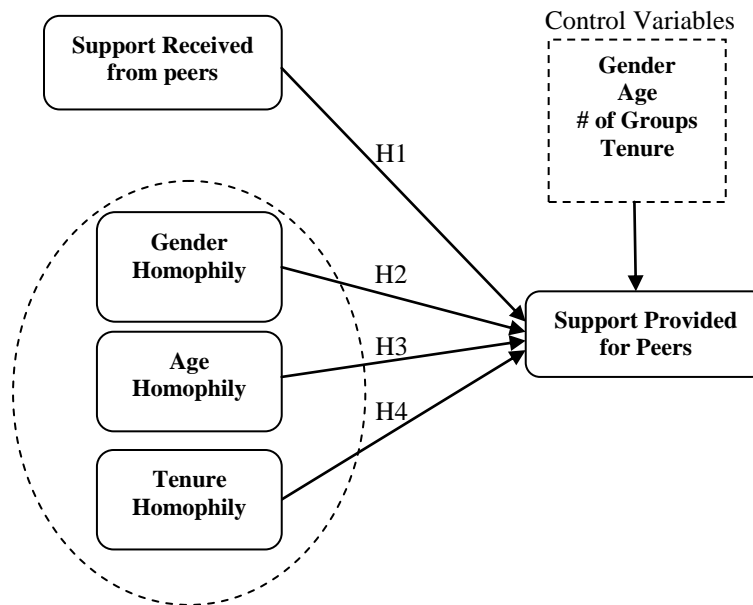 Control Variables
Support Received
from peers
Gender
Age
# of Groups
Tenure
H1
Gender
Homophily
H2
Support Provided
for Peers
Age
Homophily
H3
H4
Tenure
Homophily